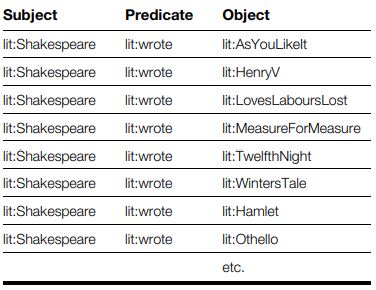 Subject Predicate Object
lit:Shakespeare lit:wrote lit:AsYouLikeIt
lit:Shakespeare lit:wrote lit:HenryV
lit:Shakespeare lit:wrote lit:LovesLaboursLost
lit:Shakespeare lit:wrote lit:MeasureForMeasure
lit:Shakespeare lit:wrote lit:TwelfthNight
lit:Shakespeare lit:wrote lit:WintersTale
lit:Shakespeare lit:wrote lit:Hamlet
lit:Shakespeare lit:wrote lit:Othello
etc.